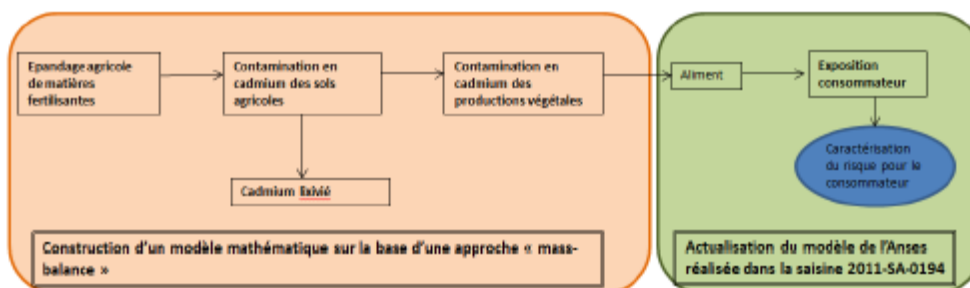 Epandage agricole
de matières
fertilisantes
Contamination en
cadmium des sols
agricoles
Contamination en
cadmium des
productions végétales
Cadmium lixivié
Construction d'un modèle mathématique sur la base d'une approche « mass-
balance »
Aliment
Exposition
consommateur
Caractérisation
du risque pour le
consommateur
Actualisation du modèle de l'Anses
réalisée dans la saisine 2011-SA-0194